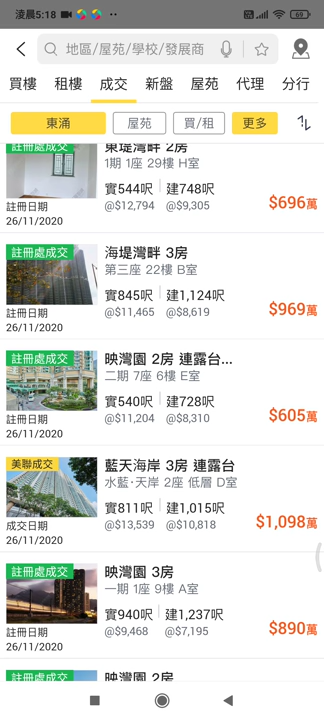 淩晨5:18
69
地區/屋苑/學校/發展商
買樓 租樓 成交 新盤 屋苑 代理 分行
東涌 屋苑 買/租 更多
註冊處成交
東堤灣畔 2房
1期 1座 29樓 H室
實544呎 建748呎
@$12,794 @$9,305
$696萬
註冊日期
26/11/2020
註冊處成交
海堤灣畔 3房
第三座 22樓 B室
實845呎 建1,124呎
@$11,465 @$8,619
$969萬
註冊日期
26/11/2020
註冊處成交
映灣園 2房 連露台...
二期 7座 6樓 E室
實540呎 建728呎
@$11,204 @$8,310
$605萬
註冊日期
26/11/2020
美聯成交
藍天海岸 3房 連露台
水藍‧天岸 2座 低層 D室
實811呎 建1,015呎
@$13,539 @$10,818
$1,098萬
成交日期
26/11/2020
註冊處成交
映灣園 3房
一期 1座 9樓 A室
實940呎 建1,237呎
@$9,468 @$7,195
$890萬
註冊日期
26/11/2020
註冊處成交
映灣園 2房